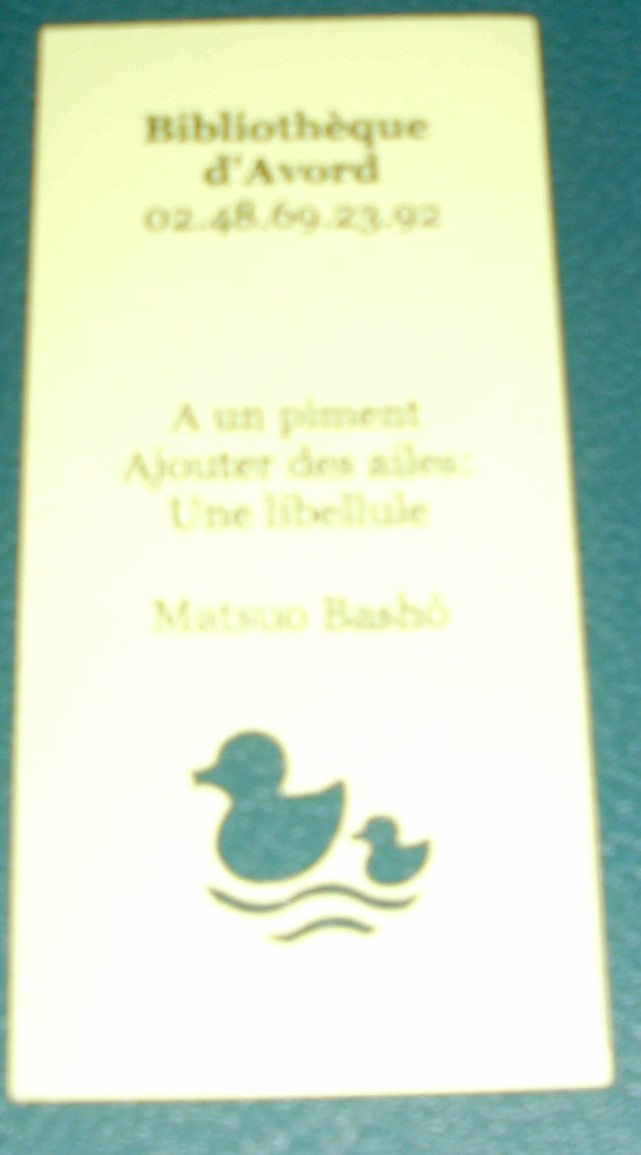 Bibliothèque
d'Avord
02.48.69.23.92
A un piment
Ajouter des ailes:
Une libellule
Matsuo Bashô